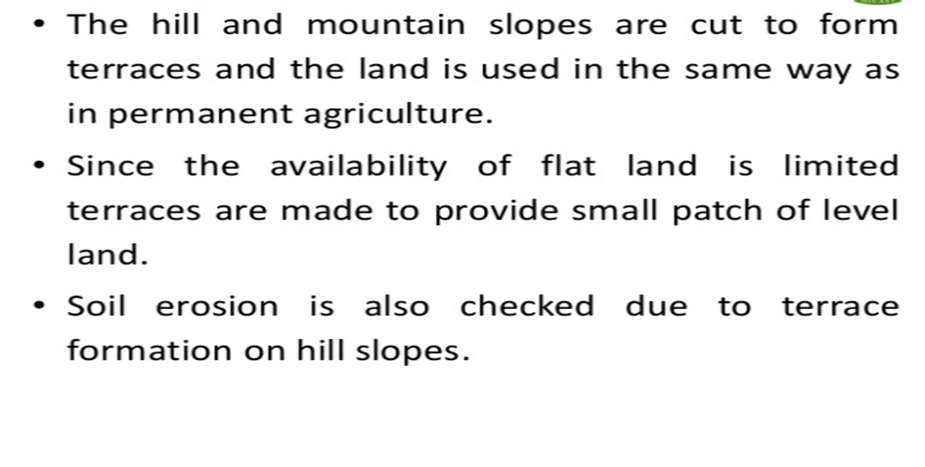 • The hill and mountain slopes are cut to form
terraces and the land is used in the same way as
in permanent agriculture.
• Since the availability of flat land is limited
terraces are made to provide small patch of level
land.
• Soil erosion is also checked due to terrace
formation on hill slopes.